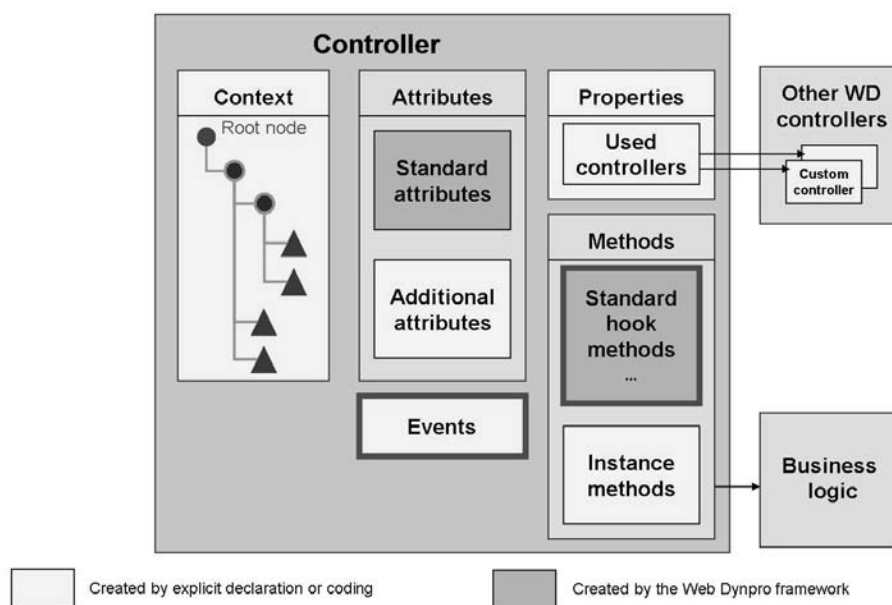 Controller
Context
Root node
Attributes
Standard
attributes
Additional
attributes
Events
Properties
Used
controllers
Methods
Standard
hook
methods
...
Instance
methods
Other WD
controllers
Custom
controller
Business
logic
Created by explicit declaration or coding
Created by the Web Dynpro framework